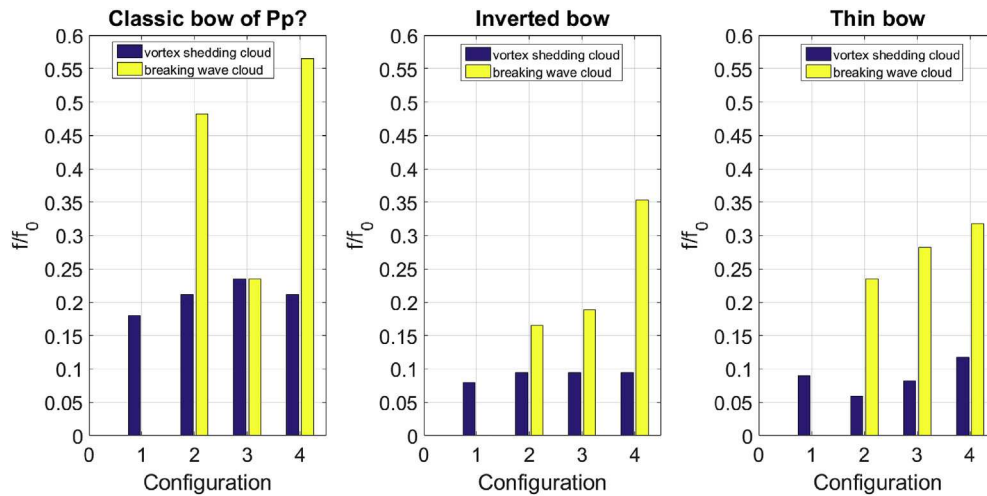 Classic bow of Pp?
vortex shedding cloud
breaking wave cloud
0.6
0.55
0.5
0.45
0.4
0.35
0.3
0.25
0.2
0.15
0.1
0.05
0
f/f0
0 1 2 3 4
Configuration
Inverted bow
vortex shedding cloud
breaking wave cloud
0.6
0.55
0.5
0.45
0.4
0.35
0.3
0.25
0.2
0.15
0.1
0.05
0
f/f0
0 1 2 3 4
Configuration
Thin bow
vortex shedding cloud
breaking wave cloud
0.6
0.55
0.5
0.45
0.4
0.35
0.3
0.25
0.2
0.15
0.1
0.05
0
f/f0
0 1 2 3 4
Configuration